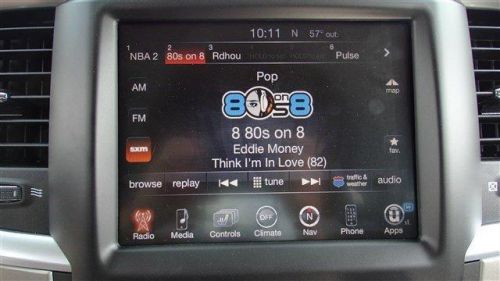 10:11 N 57° out:
1 2 3 6
NBA 2 80s on 8 Rdhou Pulse
AM
Pop
map
80s on 8
FM
8 80s on 8
fav.
sxm
Eddie Money
Think I'm In Love (82)
browse replay tune traffic & weather audio
OFF N U
Radio Media Controls Climate Nav Phone Apps